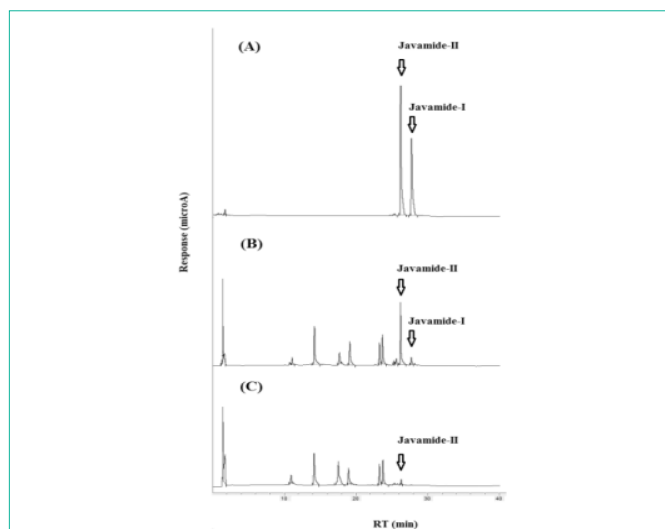 (A)
Javamide-II
Javamide-I
Response (microA)
(B)
Javamide-II
Javamide-I
(C)
Javamide-II
10 20 30 40
RT (min)